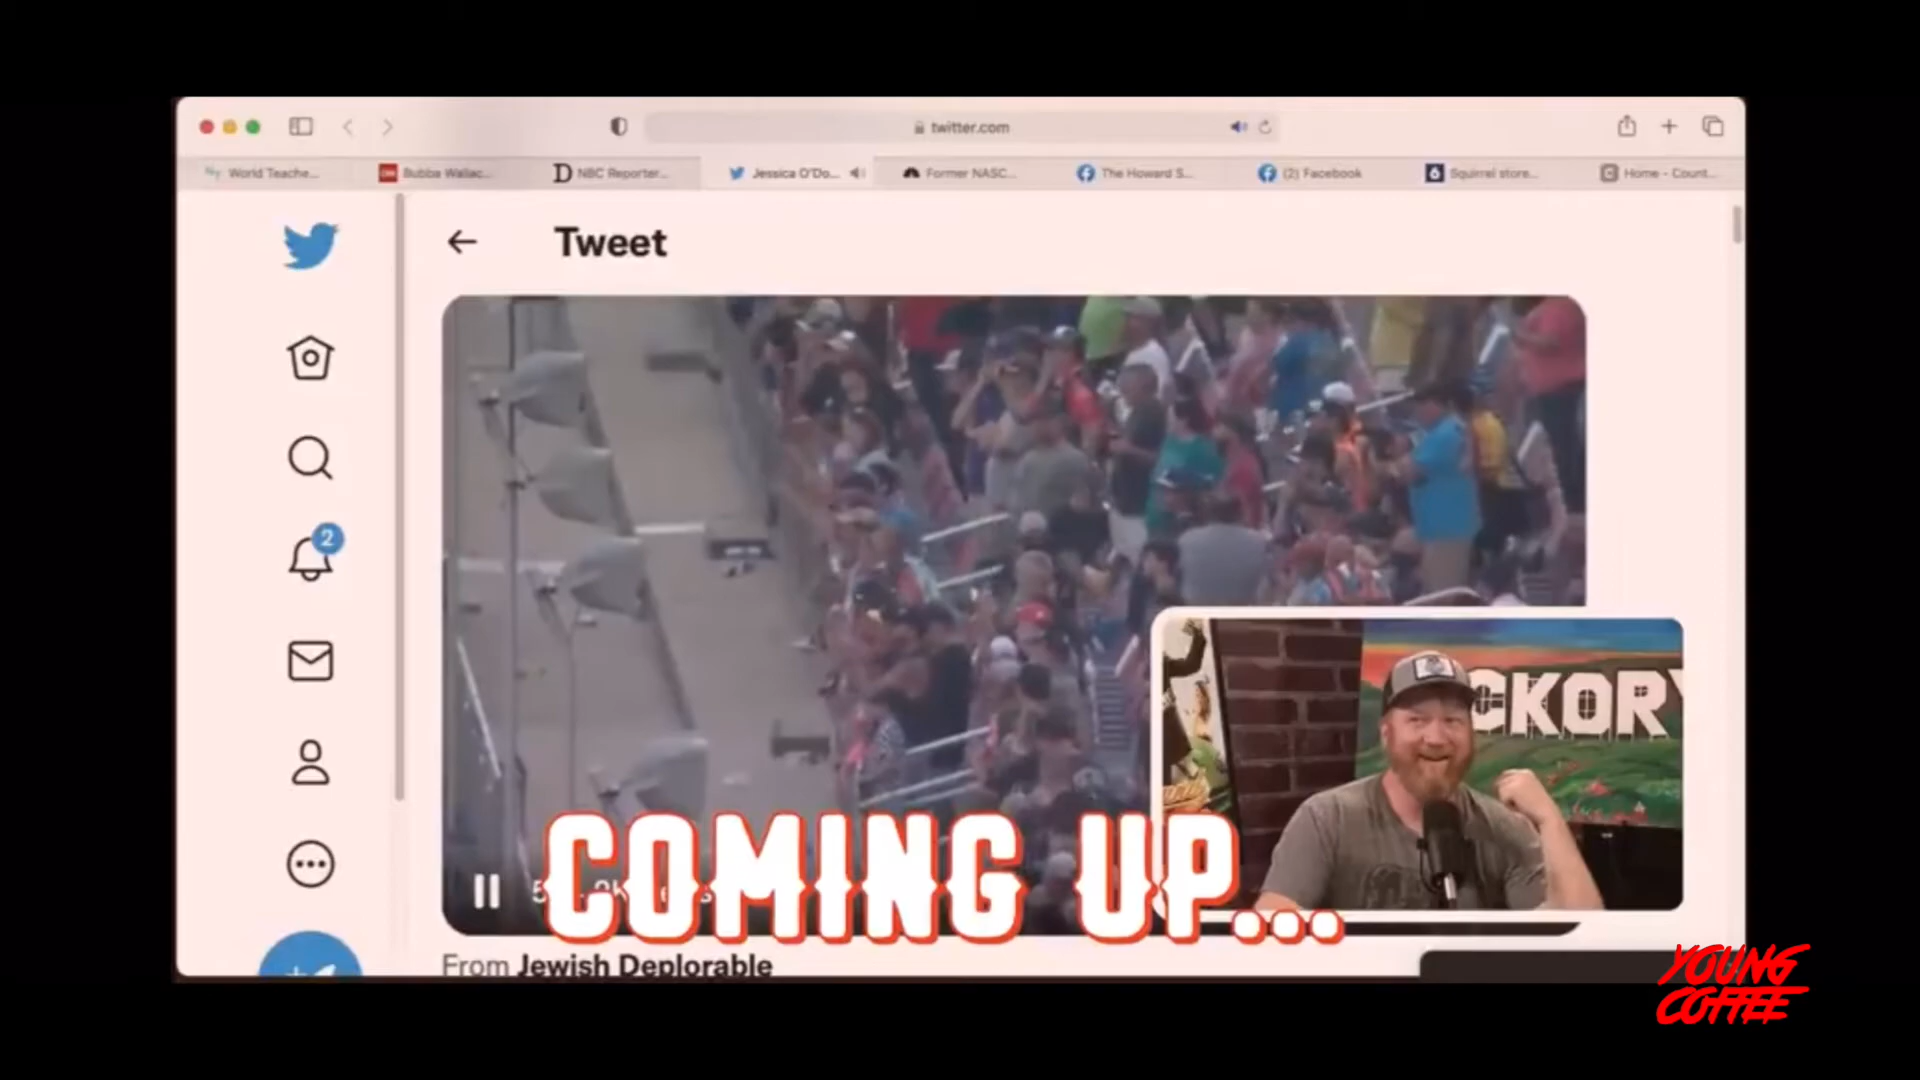 twitter.com
World Teache...
Bubba Wallac...
NBC Reporter...
Jessica O'Do...
Former NASC...
The Howard S...
(2) Facebook
Squirrel store...
Home - Count...
Tweet
2
CKORY
COMING UP...
From Jewish Deplorable
YOUNG
COFFEE